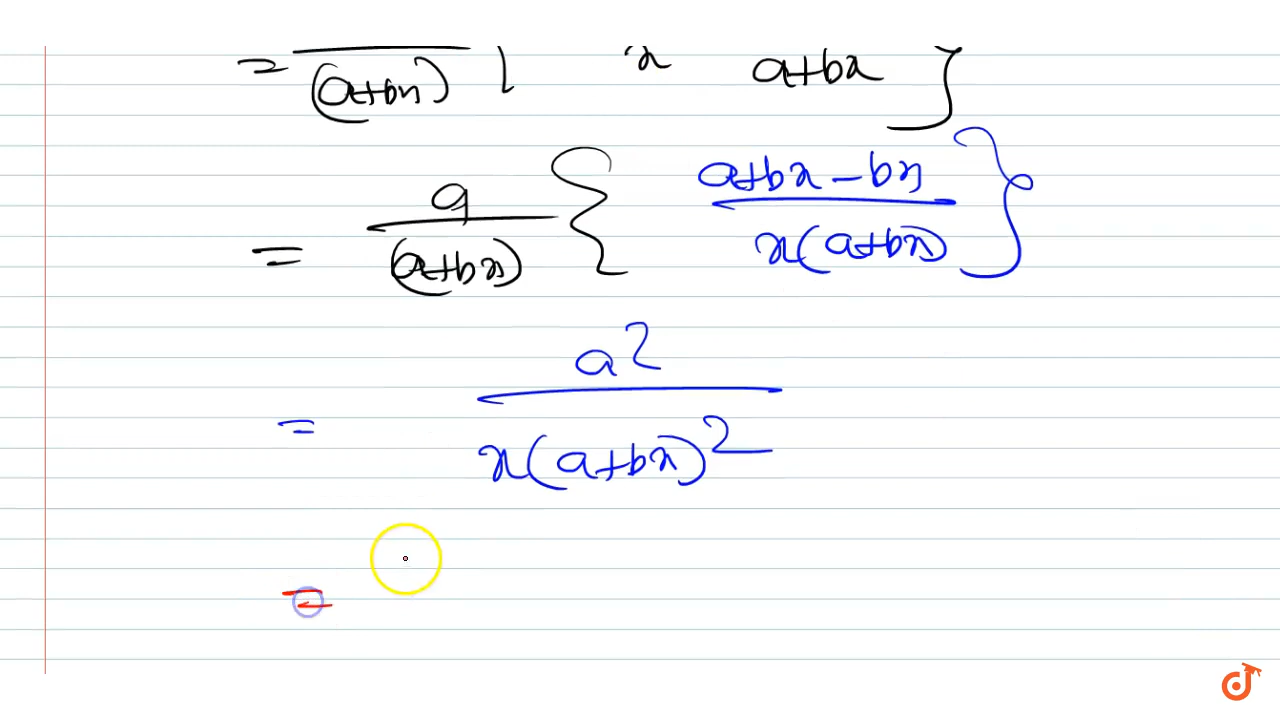 = (a+bx) { x a+bx }
= a/(a+bx) { a+bx-bx / x(a+bx) }
= a²/x(a+bx)²
=